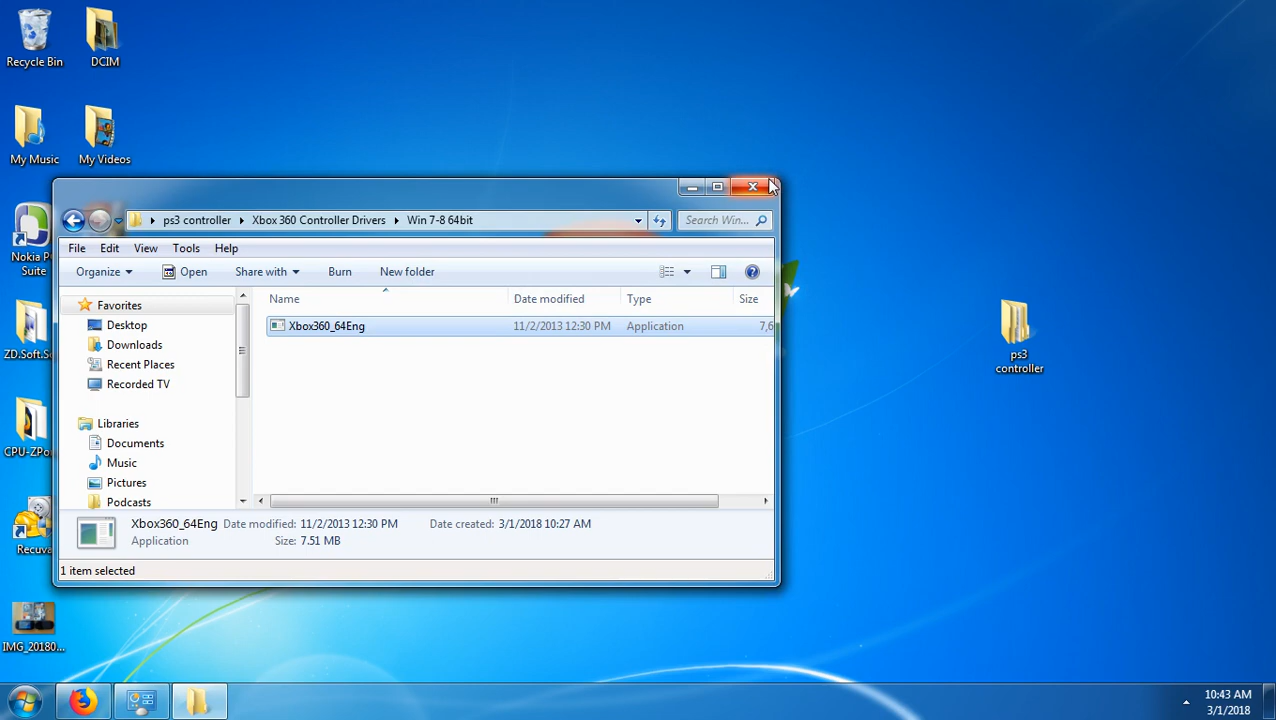 Recycle Bin
DCIM
My Music
My Videos
Nokia PC
Suite
ZD.Soft.S...
CPU-ZPo...
Recuva
IMG_20180...
ps3 controller
Xbox 360 Controller Drivers
Win 7-8 64bit
Search Win...
File Edit View Tools Help
Organize Open Share with Burn New folder
Name Date modified Type Size
Favorites
Desktop
Downloads
Recent Places
Recorded TV
Libraries
Documents
Music
Pictures
Podcasts
Xbox360_64Eng 11/2/2013 12:30 PM Application 7,6
Xbox360_64Eng Date modified: 11/2/2013 12:30 PM Date created: 3/1/2018 10:27 AM
Application Size: 7.51 MB
1 item selected
ps3
controller
10:43 AM
3/1/2018